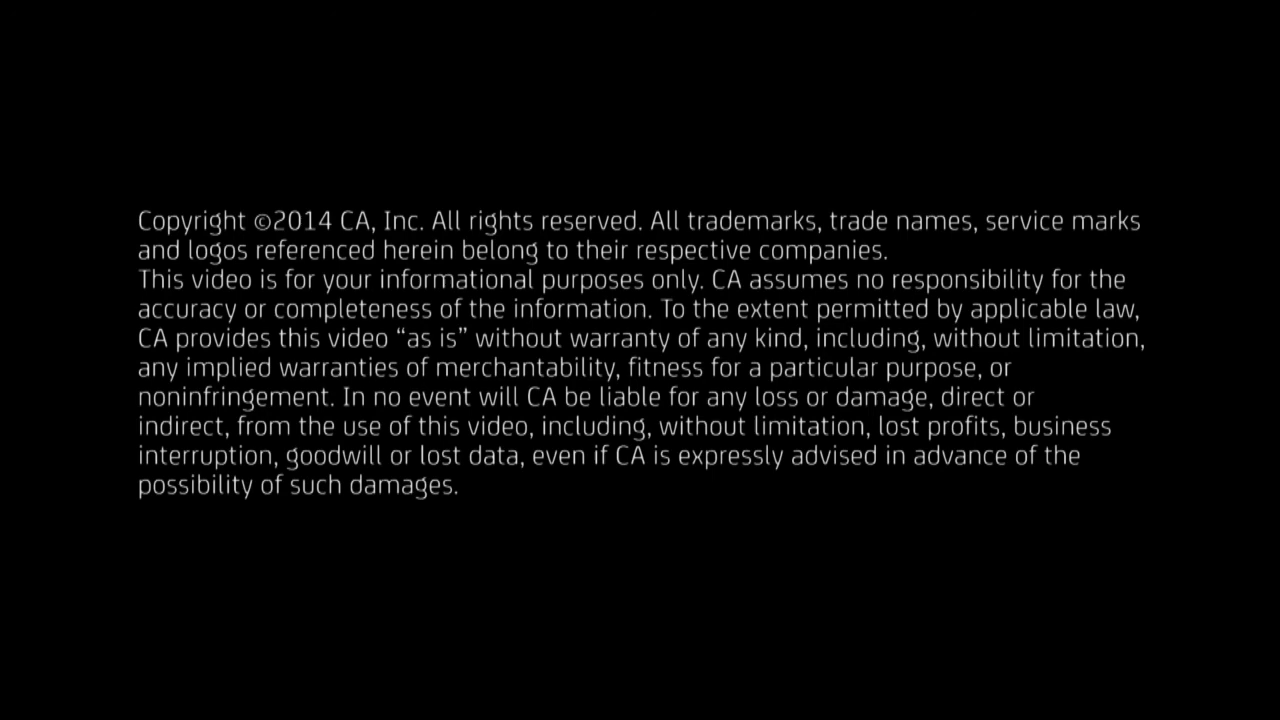 Copyright ©2014 CA, Inc. All rights reserved. All trademarks, trade names, service marks
and logos referenced herein belong to their respective companies.
This video is for your informational purposes only. CA assumes no responsibility for the
accuracy or completeness of the information. To the extent permitted by applicable law,
CA provides this video “as is” without warranty of any kind, including, without limitation,
any implied warranties of merchantability, fitness for a particular purpose, or
noninfringement. In no event will CA be liable for any loss or damage, direct or
indirect, from the use of this video, including, without limitation, lost profits, business
interruption, goodwill or lost data, even if CA is expressly advised in advance of the
possibility of such damages.